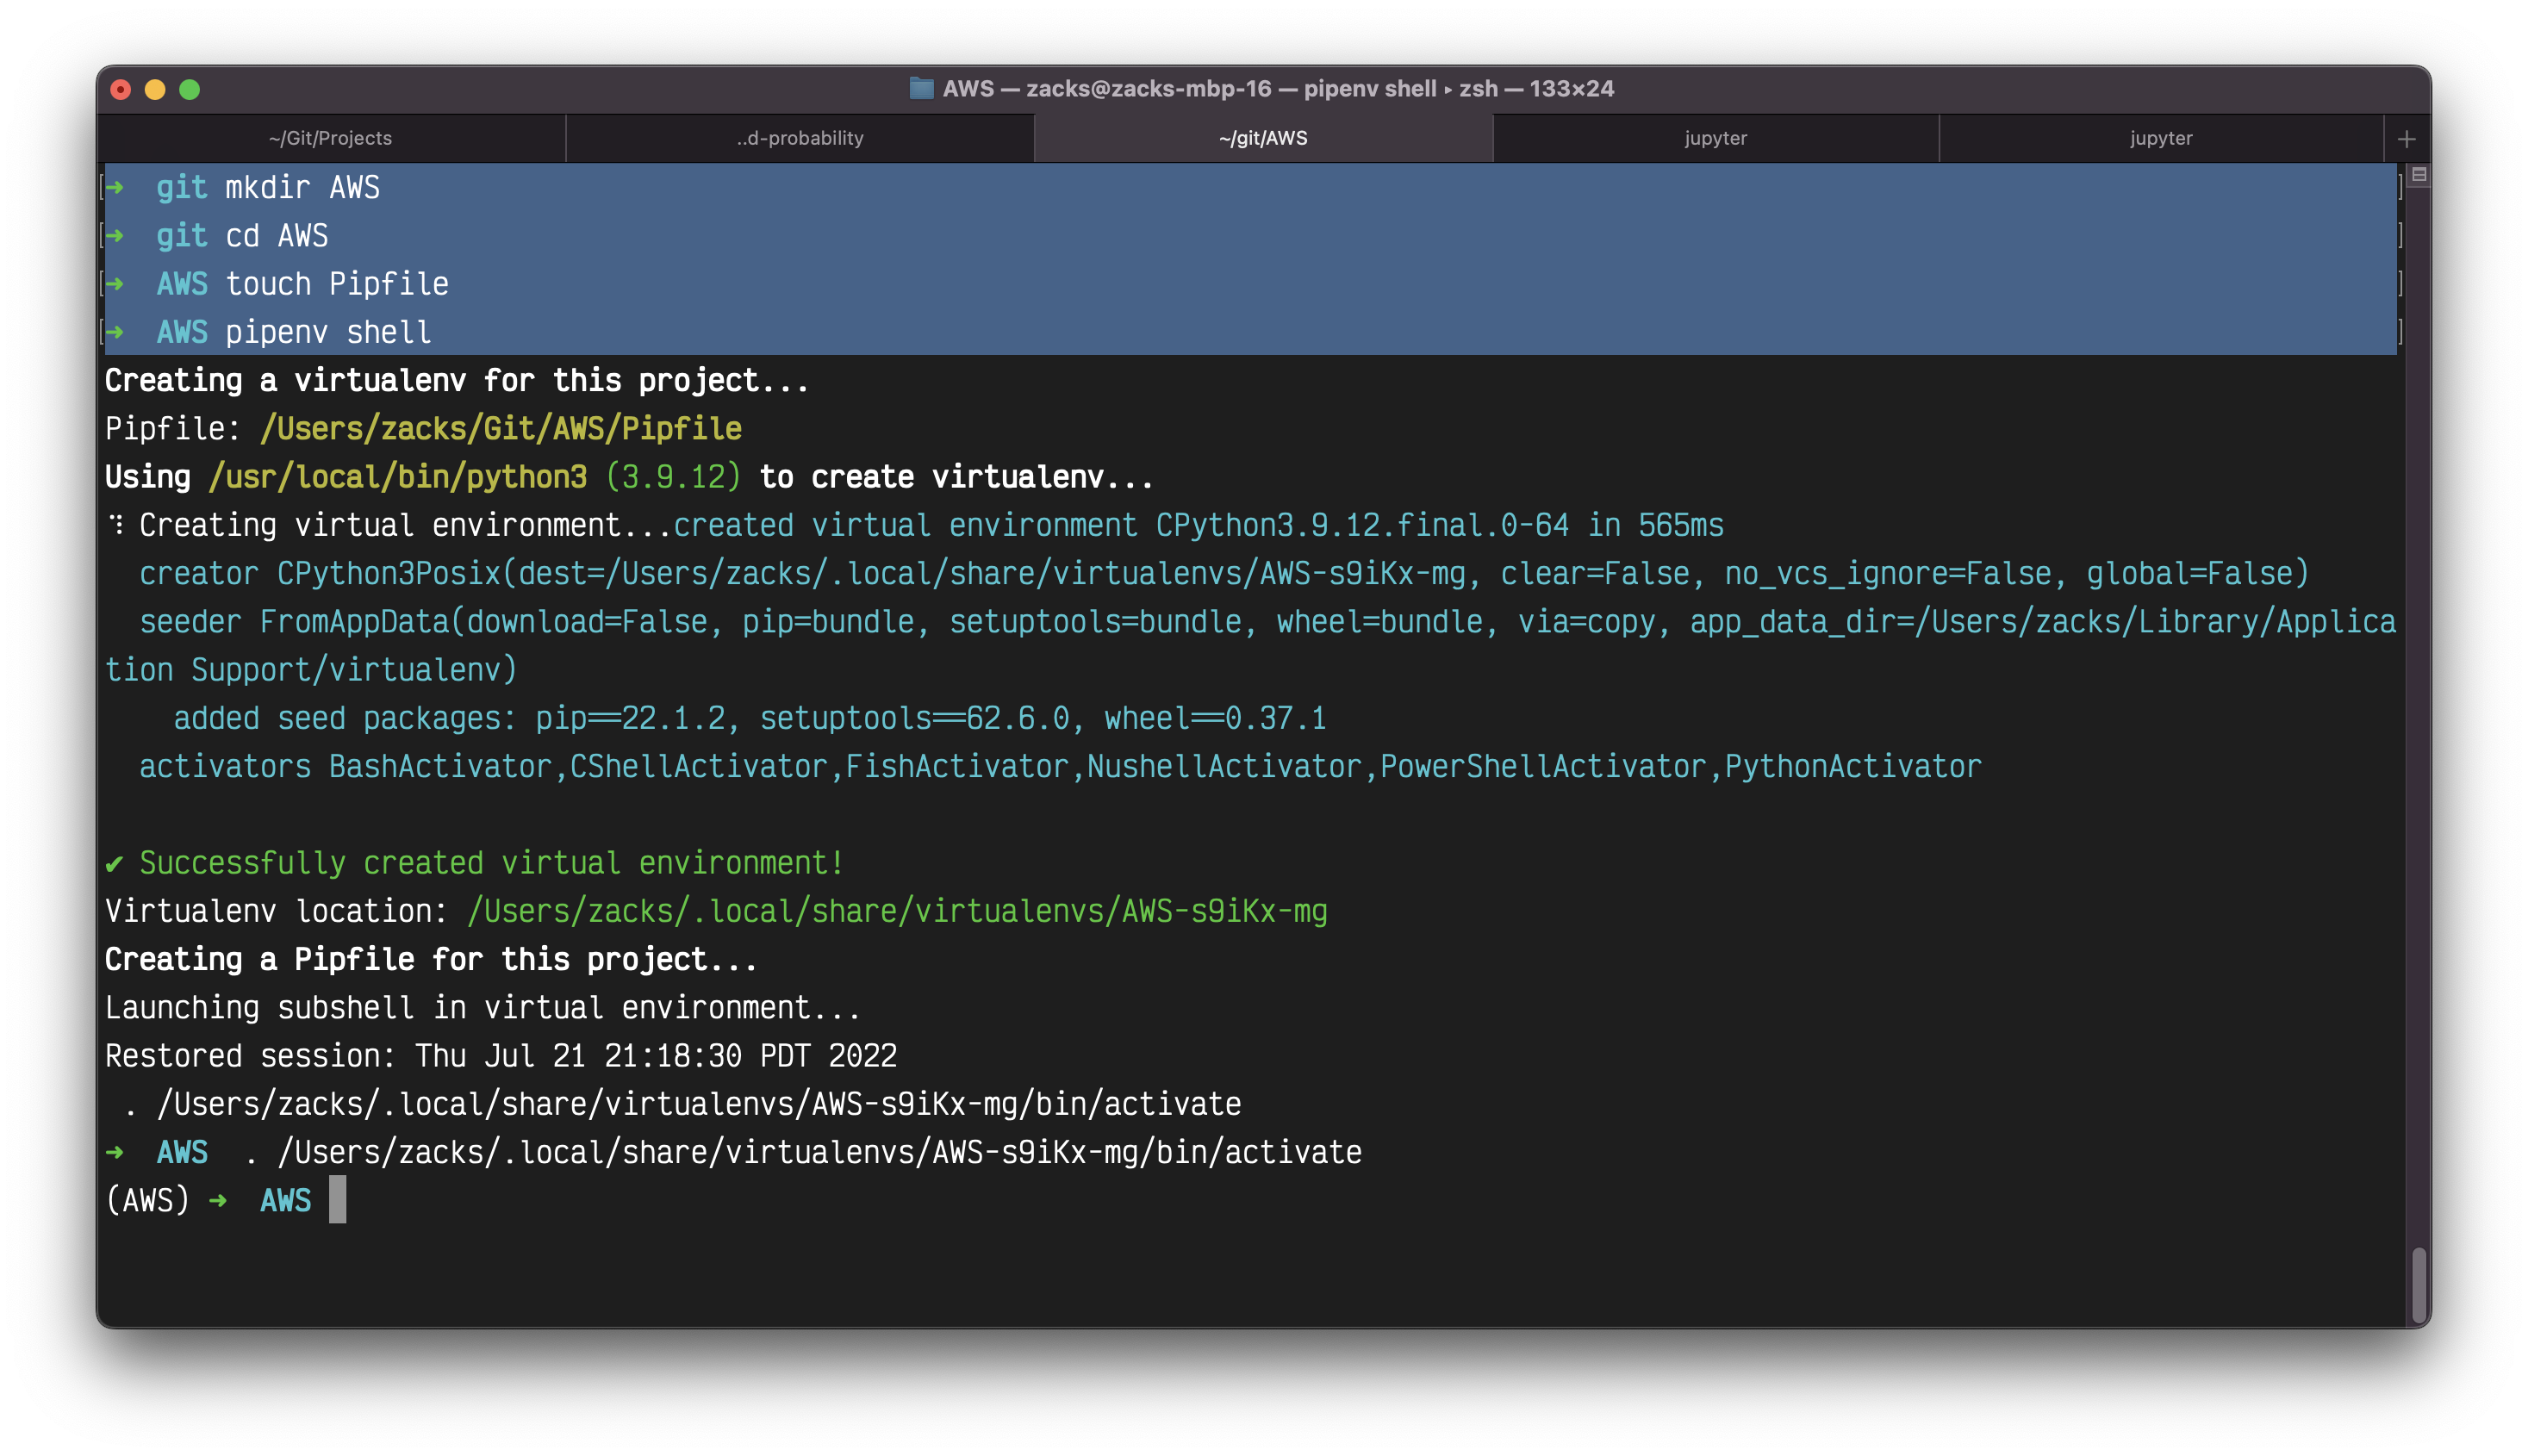 AWS — zacks@zacks-mbp-16 — pipenv shell ▸ zsh — 133×24
~/Git/Projects ..d-probability ~/git/AWS jupyter jupyter +
[➜  git mkdir AWS ]
[➜  git cd AWS ]
[➜  AWS touch Pipfile ]
[➜  AWS pipenv shell ]
Creating a virtualenv for this project...
Pipfile: /Users/zacks/Git/AWS/Pipfile
Using /usr/local/bin/python3 (3.9.12) to create virtualenv...
⠹ Creating virtual environment...created virtual environment CPython3.9.12.final.0-64 in 565ms
  creator CPython3Posix(dest=/Users/zacks/.local/share/virtualenvs/AWS-s9iKx-mg, clear=False, no_vcs_ignore=False, global=False)
  seeder FromAppData(download=False, pip=bundle, setuptools=bundle, wheel=bundle, via=copy, app_data_dir=/Users/zacks/Library/Applica
tion Support/virtualenv)
    added seed packages: pip==22.1.2, setuptools==62.6.0, wheel==0.37.1
  activators BashActivator,CShellActivator,FishActivator,NushellActivator,PowerShellActivator,PythonActivator
✔ Successfully created virtual environment!
Virtualenv location: /Users/zacks/.local/share/virtualenvs/AWS-s9iKx-mg
Creating a Pipfile for this project...
Launching subshell in virtual environment...
Restored session: Thu Jul 21 21:18:30 PDT 2022
 . /Users/zacks/.local/share/virtualenvs/AWS-s9iKx-mg/bin/activate
➜  AWS  . /Users/zacks/.local/share/virtualenvs/AWS-s9iKx-mg/bin/activate
(AWS) ➜  AWS